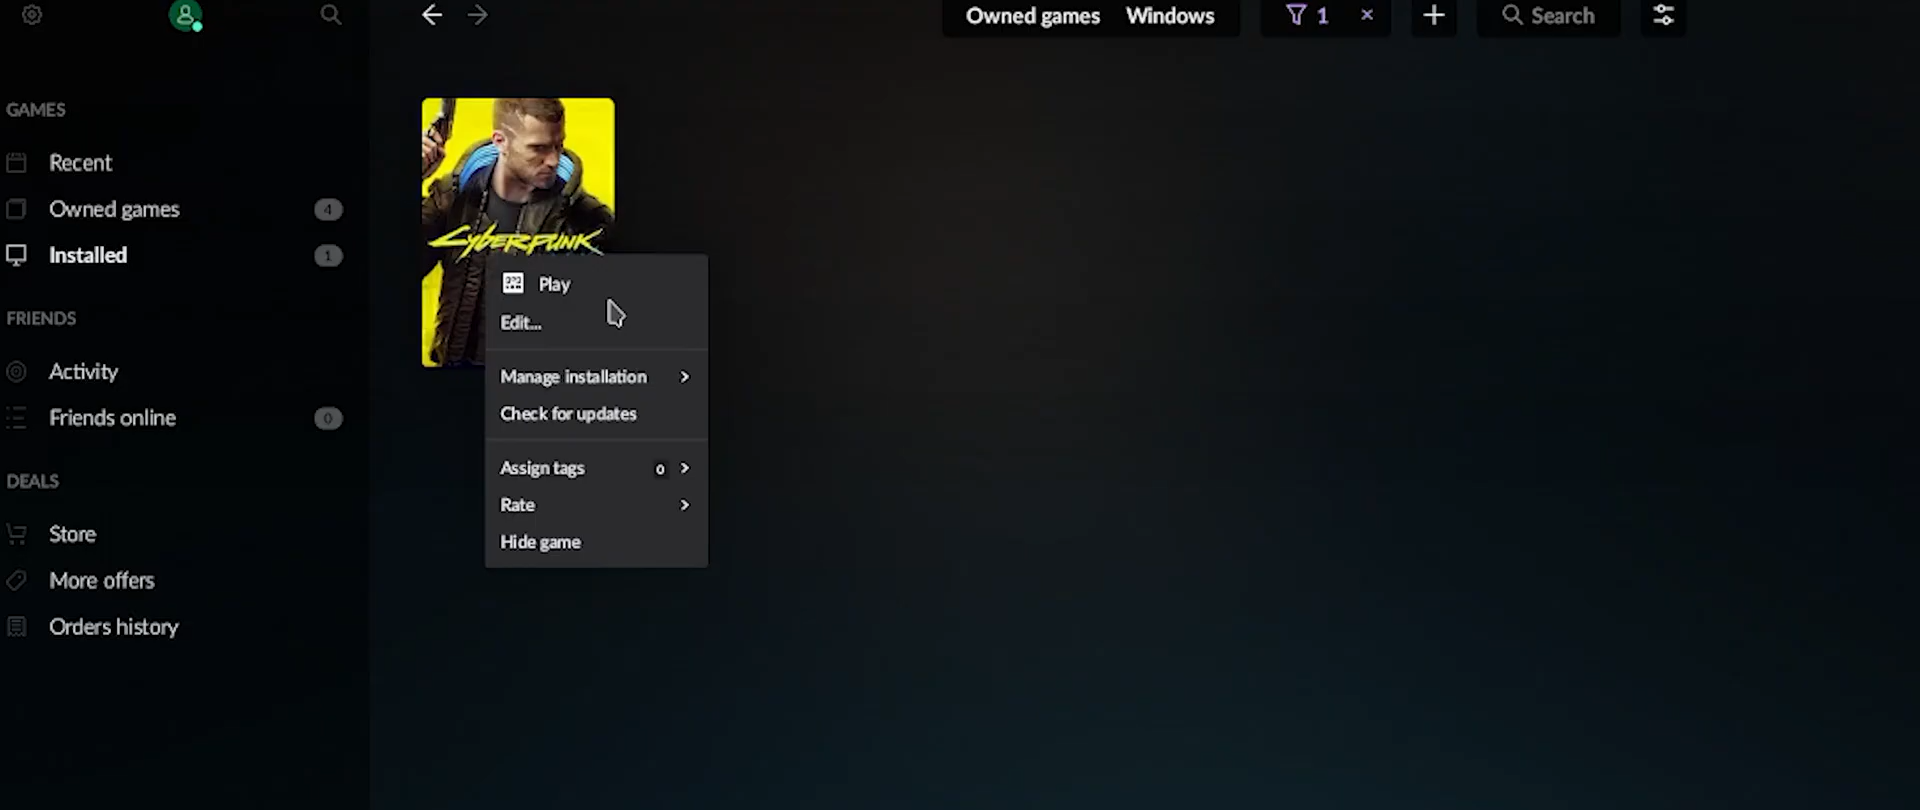 Owned games Windows 1 × Search
GAMES
Recent
Owned games 4
Installed 1
FRIENDS
Activity
Friends online 0
DEALS
Store
More offers
Orders history
CYBERPUNK
Play
Edit...
Manage installation
Check for updates
Assign tags 0
Rate
Hide game